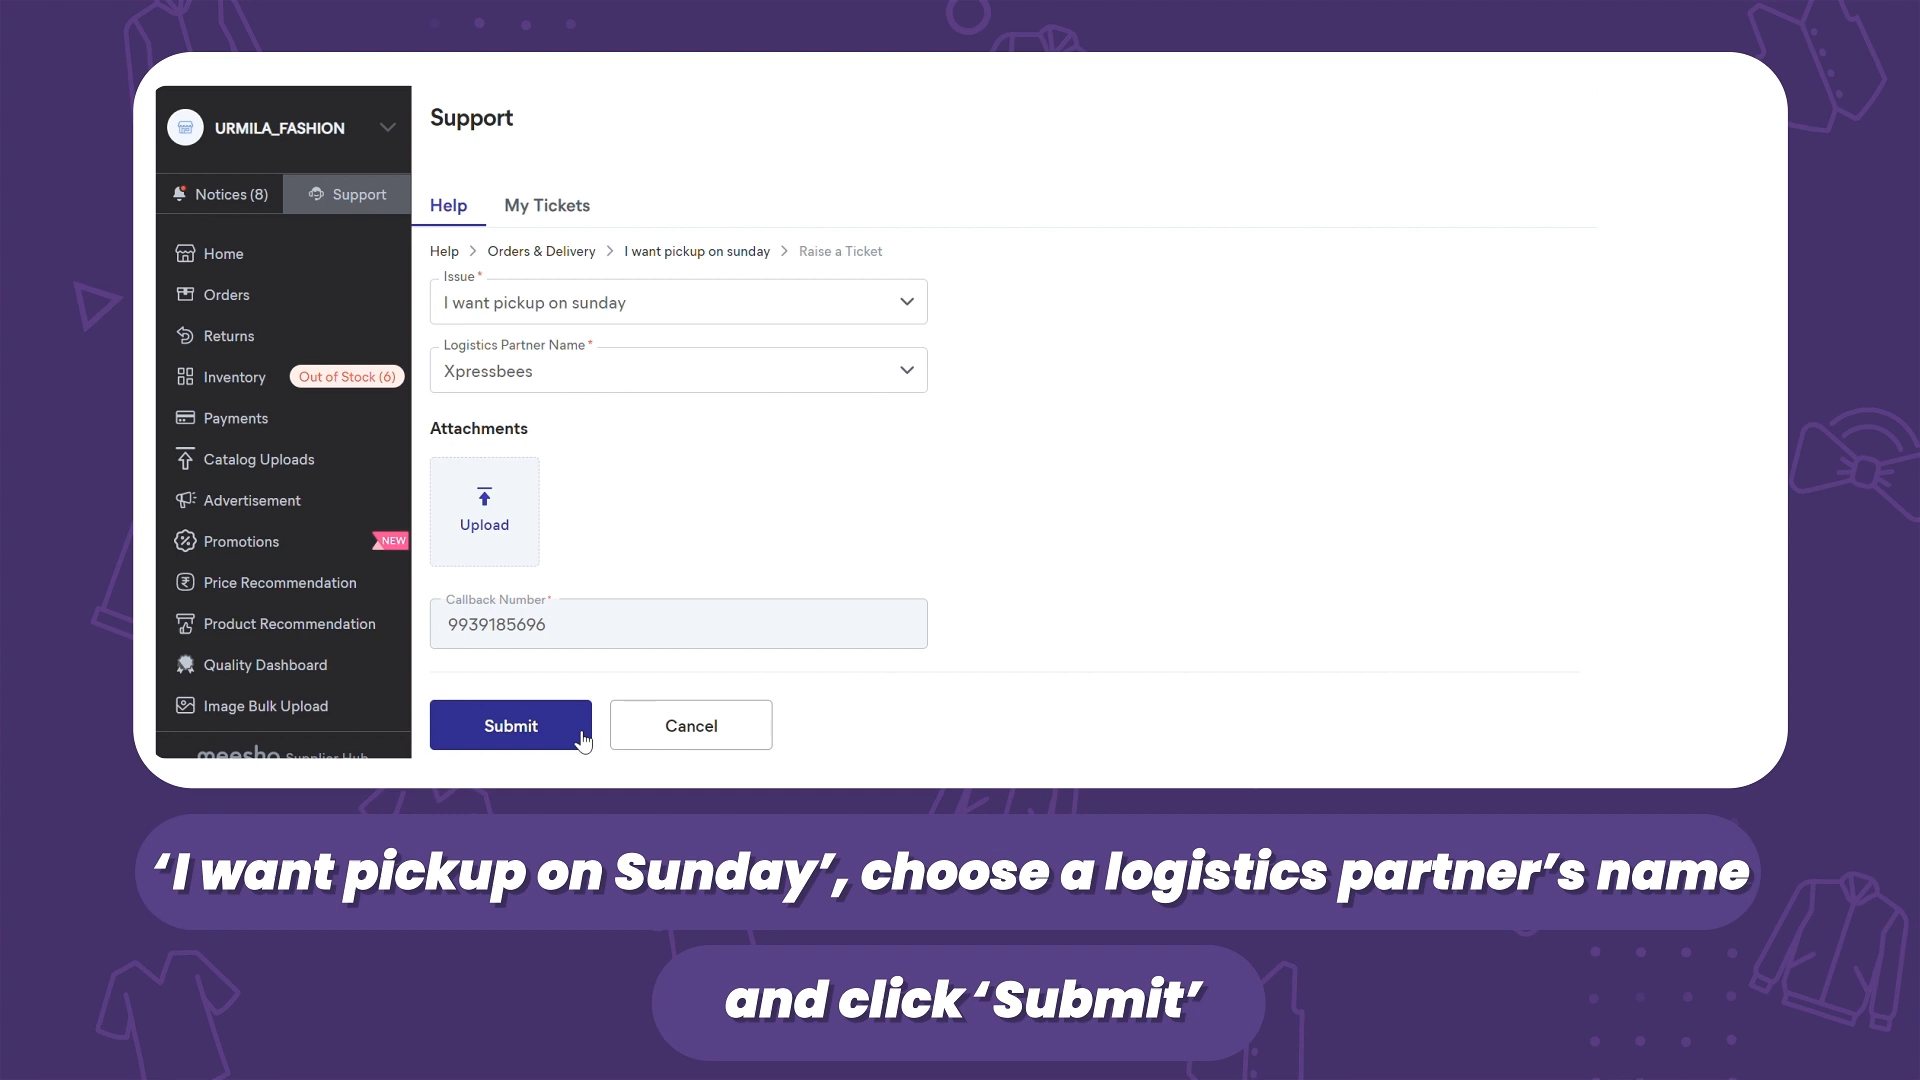 URMILA_FASHION
Notices (8)
Support
Home
Orders
Returns
Inventory
Out of Stock (6)
Payments
Catalog Uploads
Advertisement
Promotions
NEW
Price Recommendation
Product Recommendation
Quality Dashboard
Image Bulk Upload
meesho Supplier Hub
Support
Help
My Tickets
Help > Orders & Delivery > I want pickup on sunday > Raise a Ticket
Issue*
I want pickup on sunday
Logistics Partner Name*
Xpressbees
Attachments
Upload
Callback Number*
9939185696
Submit
Cancel
‘I want pickup on Sunday’, choose a logistics partner’s name
and click ‘Submit’